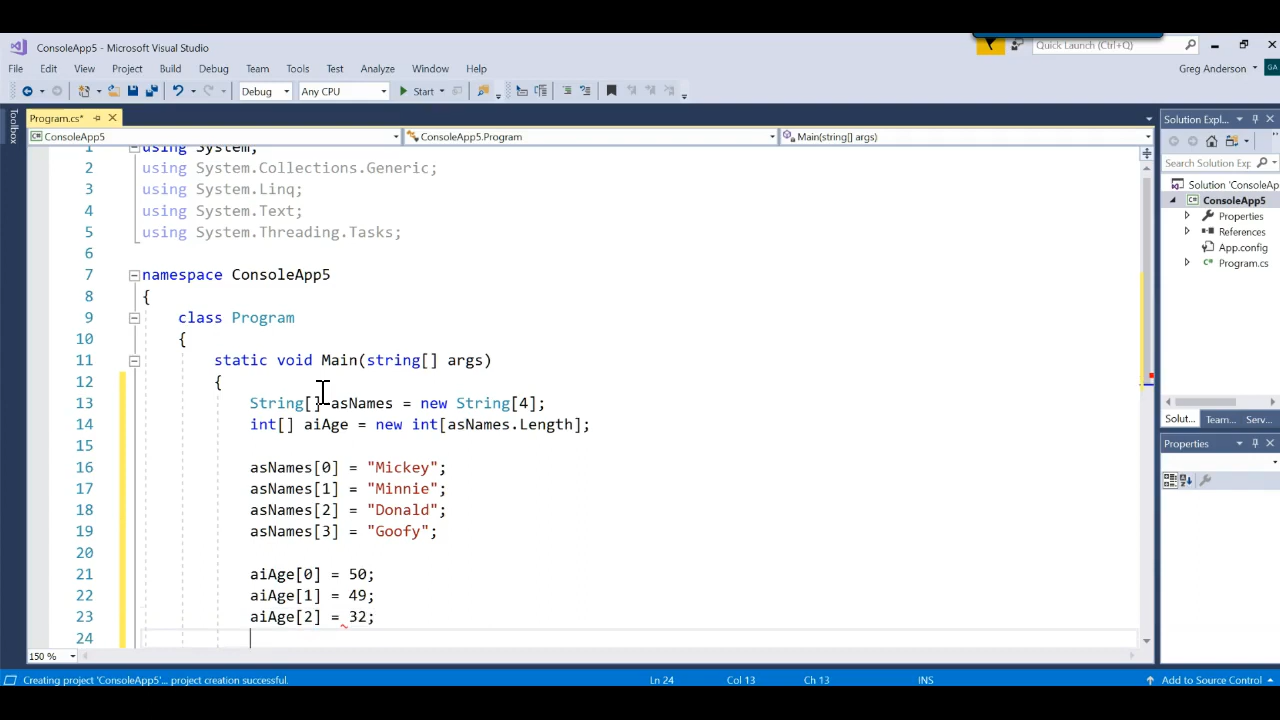 ConsoleApp5 - Microsoft Visual Studio
Quick Launch (Ctrl+Q)
File Edit View Project Build Debug Team Tools Test Analyze Window Help
Greg Anderson GA
Debug Any CPU Start
Toolbox
Program.cs*
Solution Expl...
ConsoleApp5 ConsoleApp5.Program Main(string[] args)
1 using System;
2 using System.Collections.Generic;
3 using System.Linq;
4 using System.Text;
5 using System.Threading.Tasks;
6
7 namespace ConsoleApp5
8 {
9 class Program
10 {
11 static void Main(string[] args)
12 {
13 String[] asNames = new String[4];
14 int[] aiAge = new int[asNames.Length];
15
16 asNames[0] = "Mickey";
17 asNames[1] = "Minnie";
18 asNames[2] = "Donald";
19 asNames[3] = "Goofy";
20
21 aiAge[0] = 50;
22 aiAge[1] = 49;
23 aiAge[2] = 32;
24
Search Solution Exp
Solution 'ConsoleAp
ConsoleApp5
Properties
References
App.config
Program.cs
Solut... Team... Serv...
Properties
150 %
Creating project 'ConsoleApp5'... project creation successful.
Ln 24 Col 13 Ch 13 INS
Add to Source Control